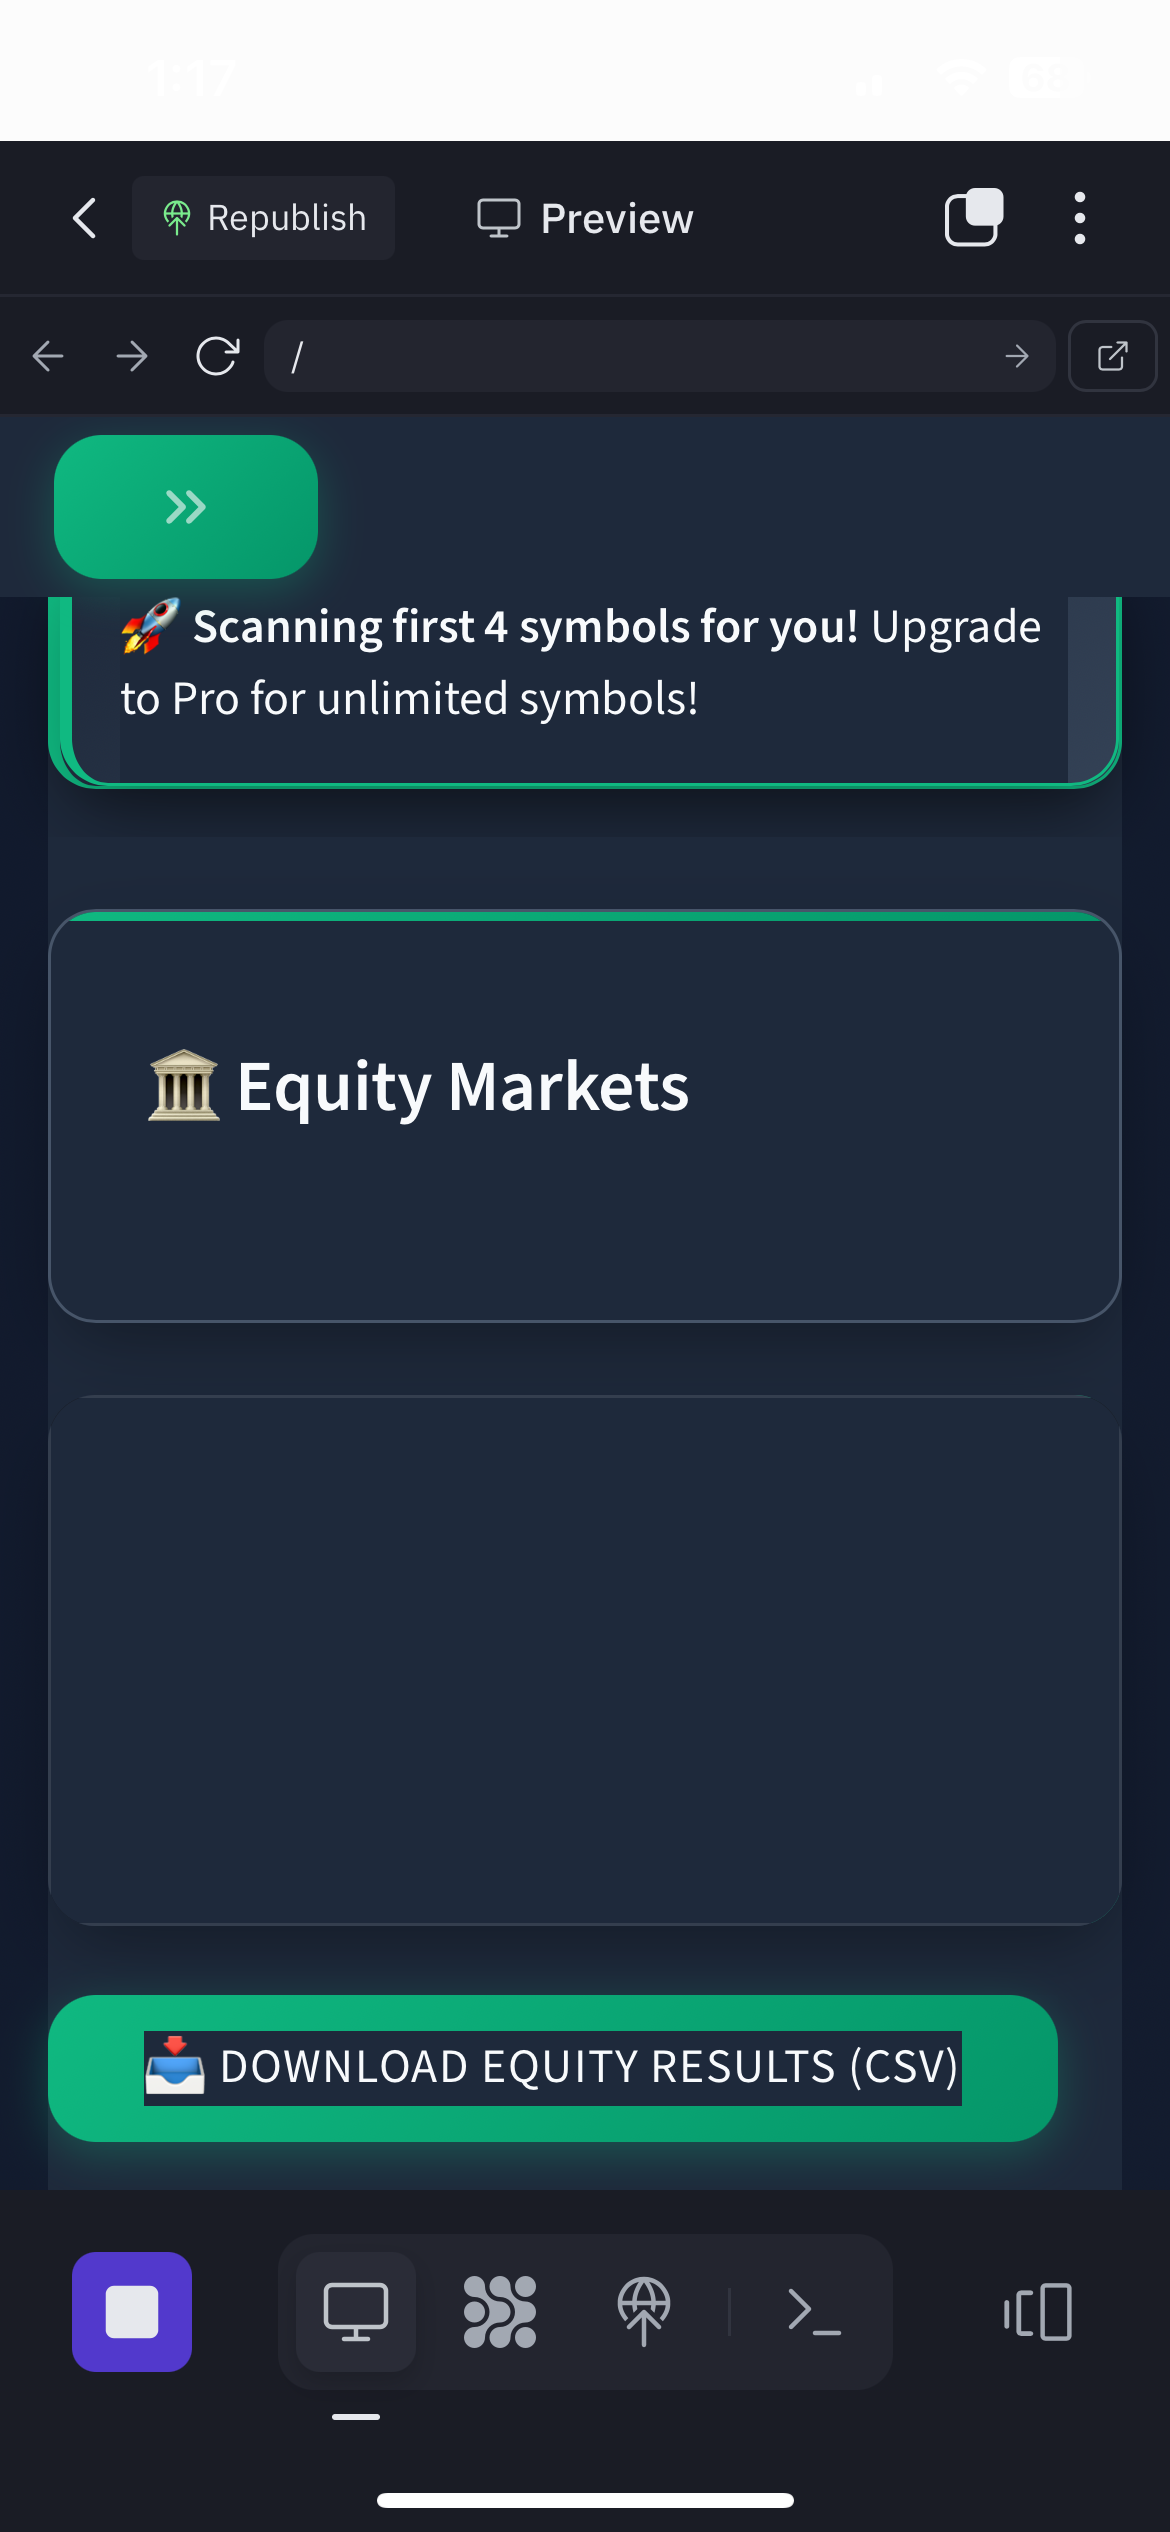 1:17
68
Republish
Preview
/
🚀 Scanning first 4 symbols for you! Upgrade
to Pro for unlimited symbols!
🏛️ Equity Markets
📥 DOWNLOAD EQUITY RESULTS (CSV)